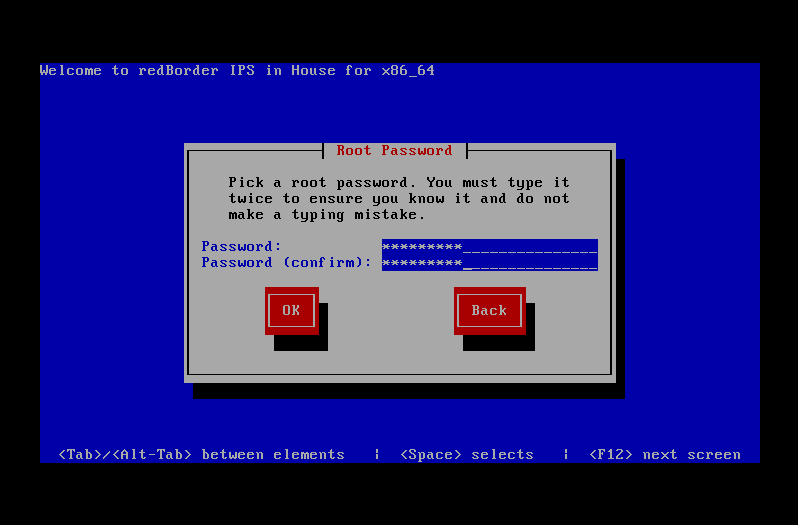 Welcome to redBorder IPS in House for x86_64
Root Password
Pick a root password. You must type it
twice to ensure you know it and do not
make a typing mistake.
Password: *********_______________
Password (confirm): *********_______________
OK Back
<Tab>/<Alt-Tab> between elements | <Space> selects | <F12> next screen